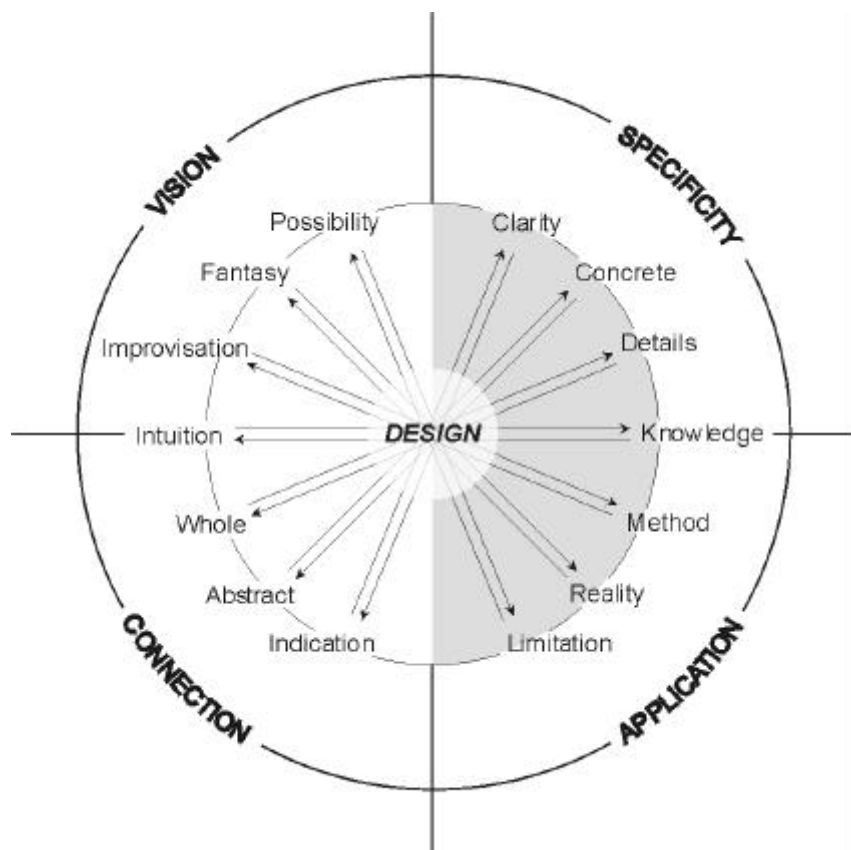 VISION
SPECIFICITY
Possibility
Clarity
Fantasy
Concrete
Improvisation
Details
Intuition
DESIGN
Knowledge
Whole
Method
Abstract
Reality
Indication
Limitation
CONNECTION
APPLICATION